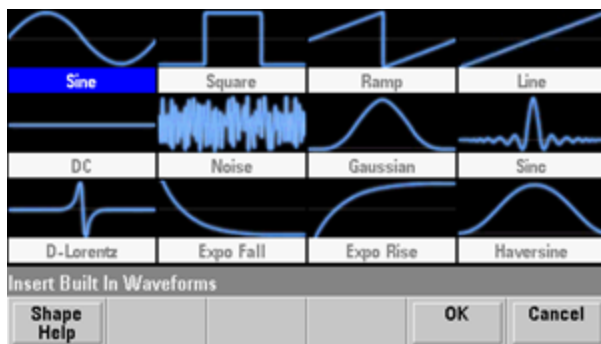 Sine Square Ramp Line
DC Noise Gaussian Sinc
D-Lorentz Expo Fall Expo Rise Haversine
Insert Built In Waveforms
Shape Help OK Cancel